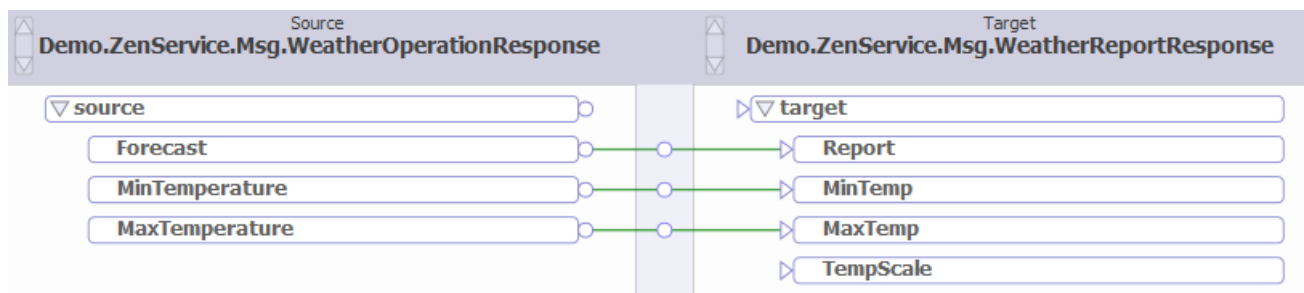 Source
Demo.ZenService.Msg.WeatherOperationResponse
Target
Demo.ZenService.Msg.WeatherReportResponse
source
target
Forecast
Report
MinTemperature
MinTemp
MaxTemperature
MaxTemp
TempScale